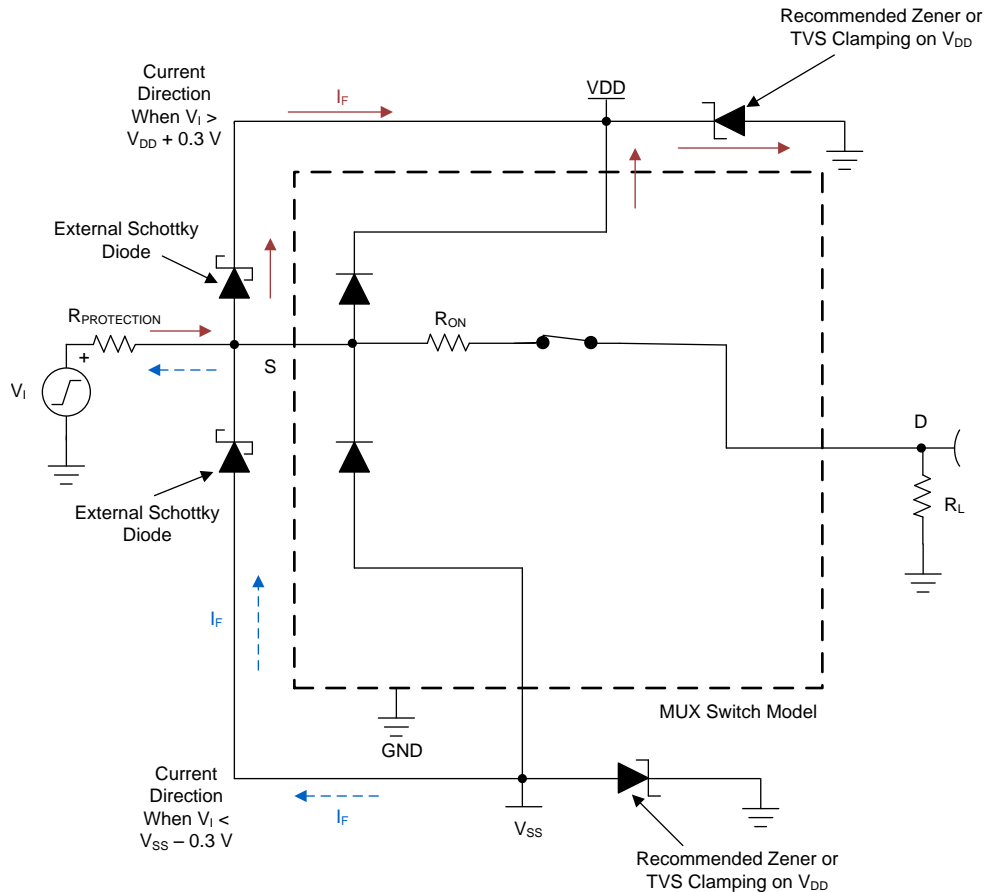 Recommended Zener or
TVS Clamping on VDD
Current
Direction
When VI >
VDD + 0.3 V
IF
VDD
External Schottky
Diode
RPROTECTION
RON
+
S
VI
D
External Schottky
Diode
RL
IF
MUX Switch Model
GND
Current
Direction
When VI <
VSS – 0.3 V
IF
VSS
Recommended Zener or
TVS Clamping on VDD